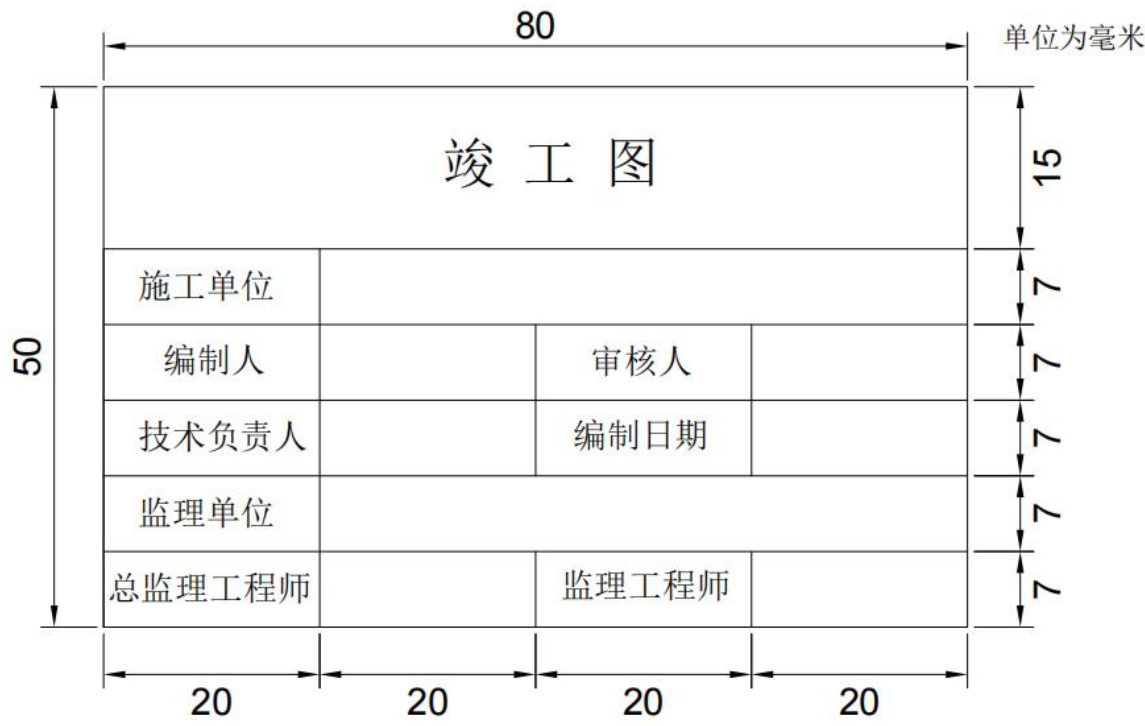 80
单位为毫米
竣工图
15
施工单位
7
50
编制人
审核人
7
技术负责人
编制日期
7
监理单位
7
总监理工程师
监理工程师
7
20
20
20
20